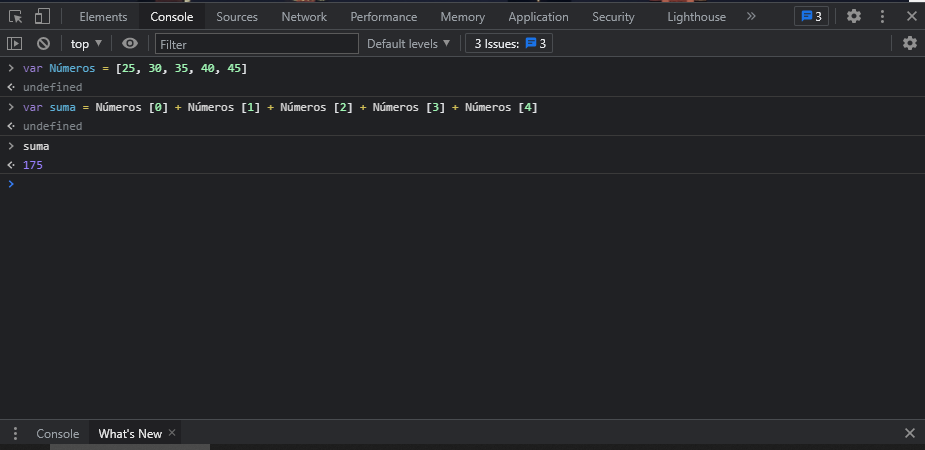 Elements Console Sources Network Performance Memory Application Security Lighthouse » 3
top ▼ Filter Default levels ▼ 3 Issues: 3
> var Números = [25, 30, 35, 40, 45]
undefined
> var suma = Números [0] + Números [1] + Números [2] + Números [3] + Números [4]
undefined
> suma
175
>
Console What's New ×